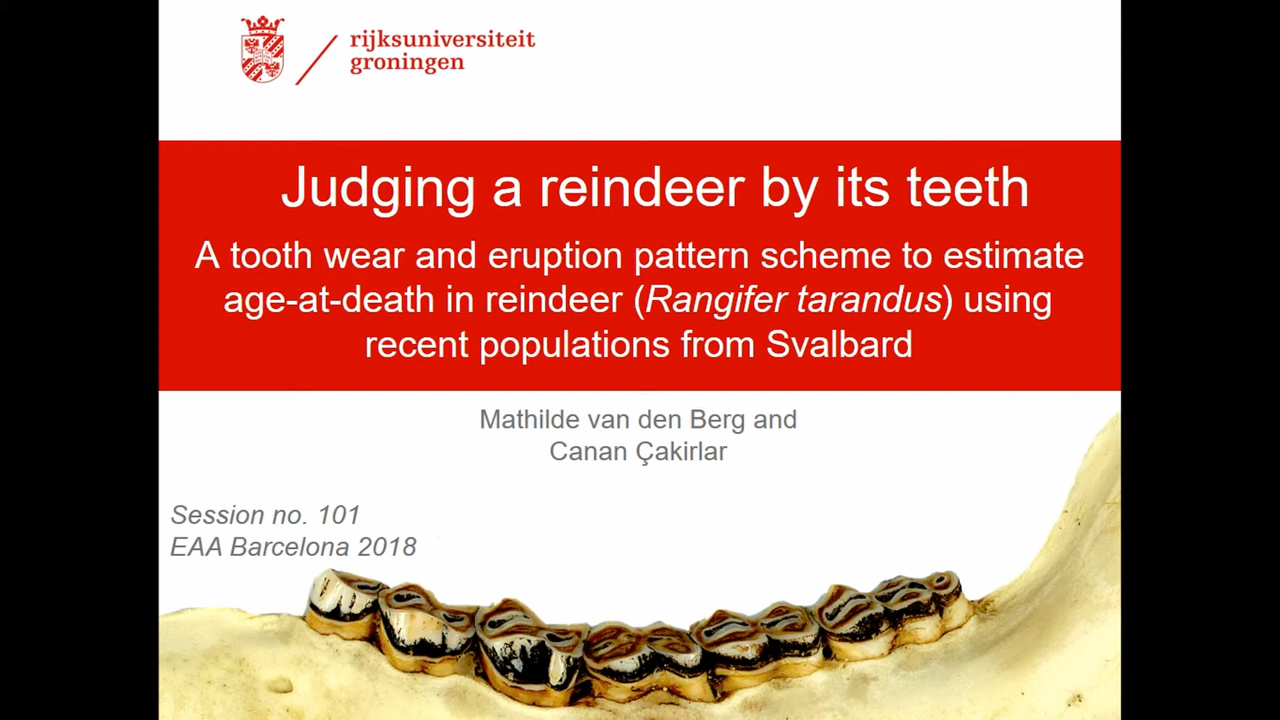 rijksuniversiteit
groningen
Judging a reindeer by its teeth
A tooth wear and eruption pattern scheme to estimate
age-at-death in reindeer (Rangifer tarandus) using
recent populations from Svalbard
Mathilde van den Berg and
Canan Çakirlar
Session no. 101
EAA Barcelona 2018